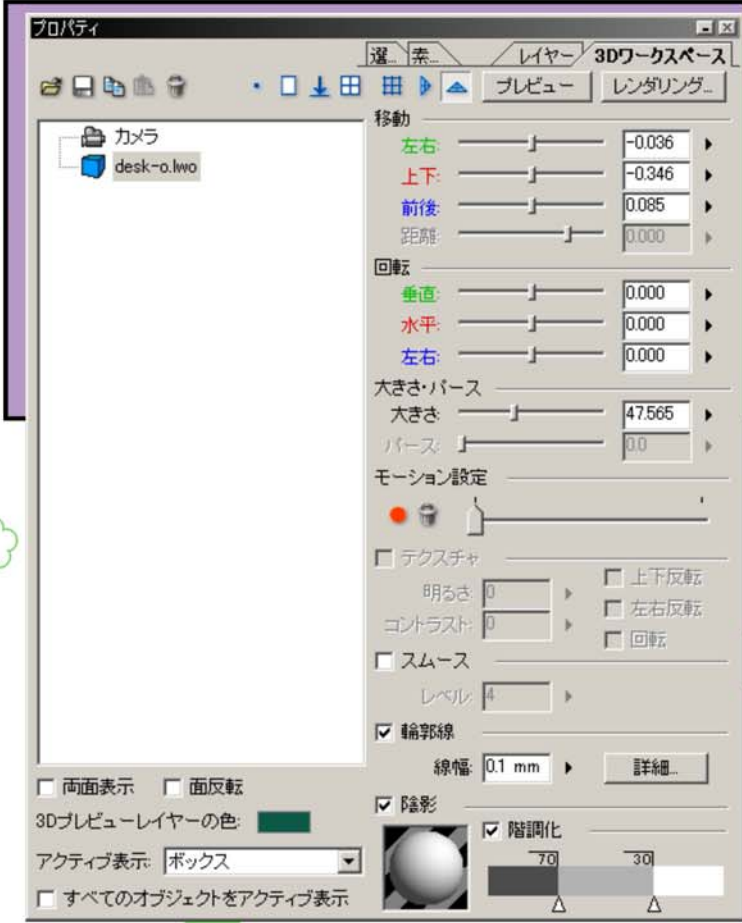 プロパティ
選... 素... レイヤー 3Dワークスペース
プレビュー レンダリング...
カメラ
desk-o.lwo
移動
左右: -0.036
上下: -0.346
前後: 0.085
距離: 0.000
回転
垂直: 0.000
水平: 0.000
左右: 0.000
大きさ・パース
大きさ: 47.565
パース: 0.0
モーション設定
テクスチャ
明るさ: 0
コントラスト: 0
上下反転
左右反転
回転
スムース
レベル: 4
輪郭線
線幅: 0.1 mm 詳細...
陰影
階調化
70 30
両面表示 面反転
3Dプレビューレイヤーの色:
アクティブ表示: ボックス
すべてのオブジェクトをアクティブ表示